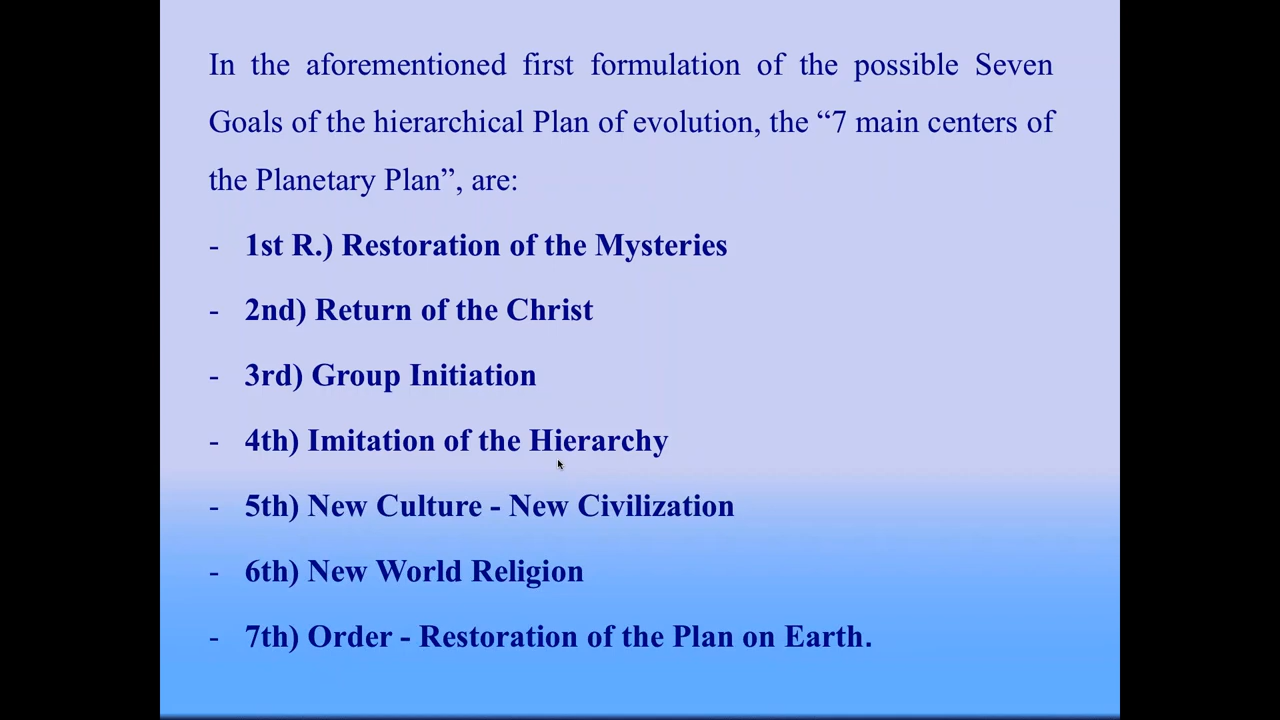 In the aforementioned first formulation of the possible Seven
Goals of the hierarchical Plan of evolution, the “7 main centers of
the Planetary Plan”, are:
- 1st R.) Restoration of the Mysteries
- 2nd) Return of the Christ
- 3rd) Group Initiation
- 4th) Imitation of the Hierarchy
- 5th) New Culture - New Civilization
- 6th) New World Religion
- 7th) Order - Restoration of the Plan on Earth.